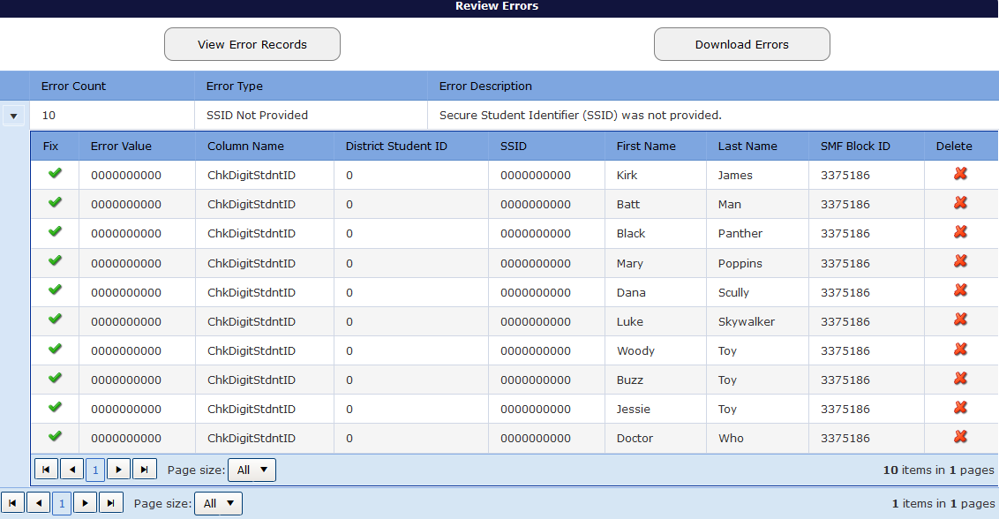 Review Errors
View Error Records Download Errors
Error Count Error Type Error Description
10 SSID Not Provided Secure Student Identifier (SSID) was not provided.
Fix Error Value Column Name District Student ID SSID First Name Last Name SMF Block ID Delete
0000000000 ChkDigitStdntID 0 0000000000 Kirk James 3375186
0000000000 ChkDigitStdntID 0 0000000000 Batt Man 3375186
0000000000 ChkDigitStdntID 0 0000000000 Black Panther 3375186
0000000000 ChkDigitStdntID 0 0000000000 Mary Poppins 3375186
0000000000 ChkDigitStdntID 0 0000000000 Dana Scully 3375186
0000000000 ChkDigitStdntID 0 0000000000 Luke Skywalker 3375186
0000000000 ChkDigitStdntID 0 0000000000 Woody Toy 3375186
0000000000 ChkDigitStdntID 0 0000000000 Buzz Toy 3375186
0000000000 ChkDigitStdntID 0 0000000000 Jessie Toy 3375186
0000000000 ChkDigitStdntID 0 0000000000 Doctor Who 3375186
1 Page size: All 10 items in 1 pages
1 Page size: All 1 items in 1 pages